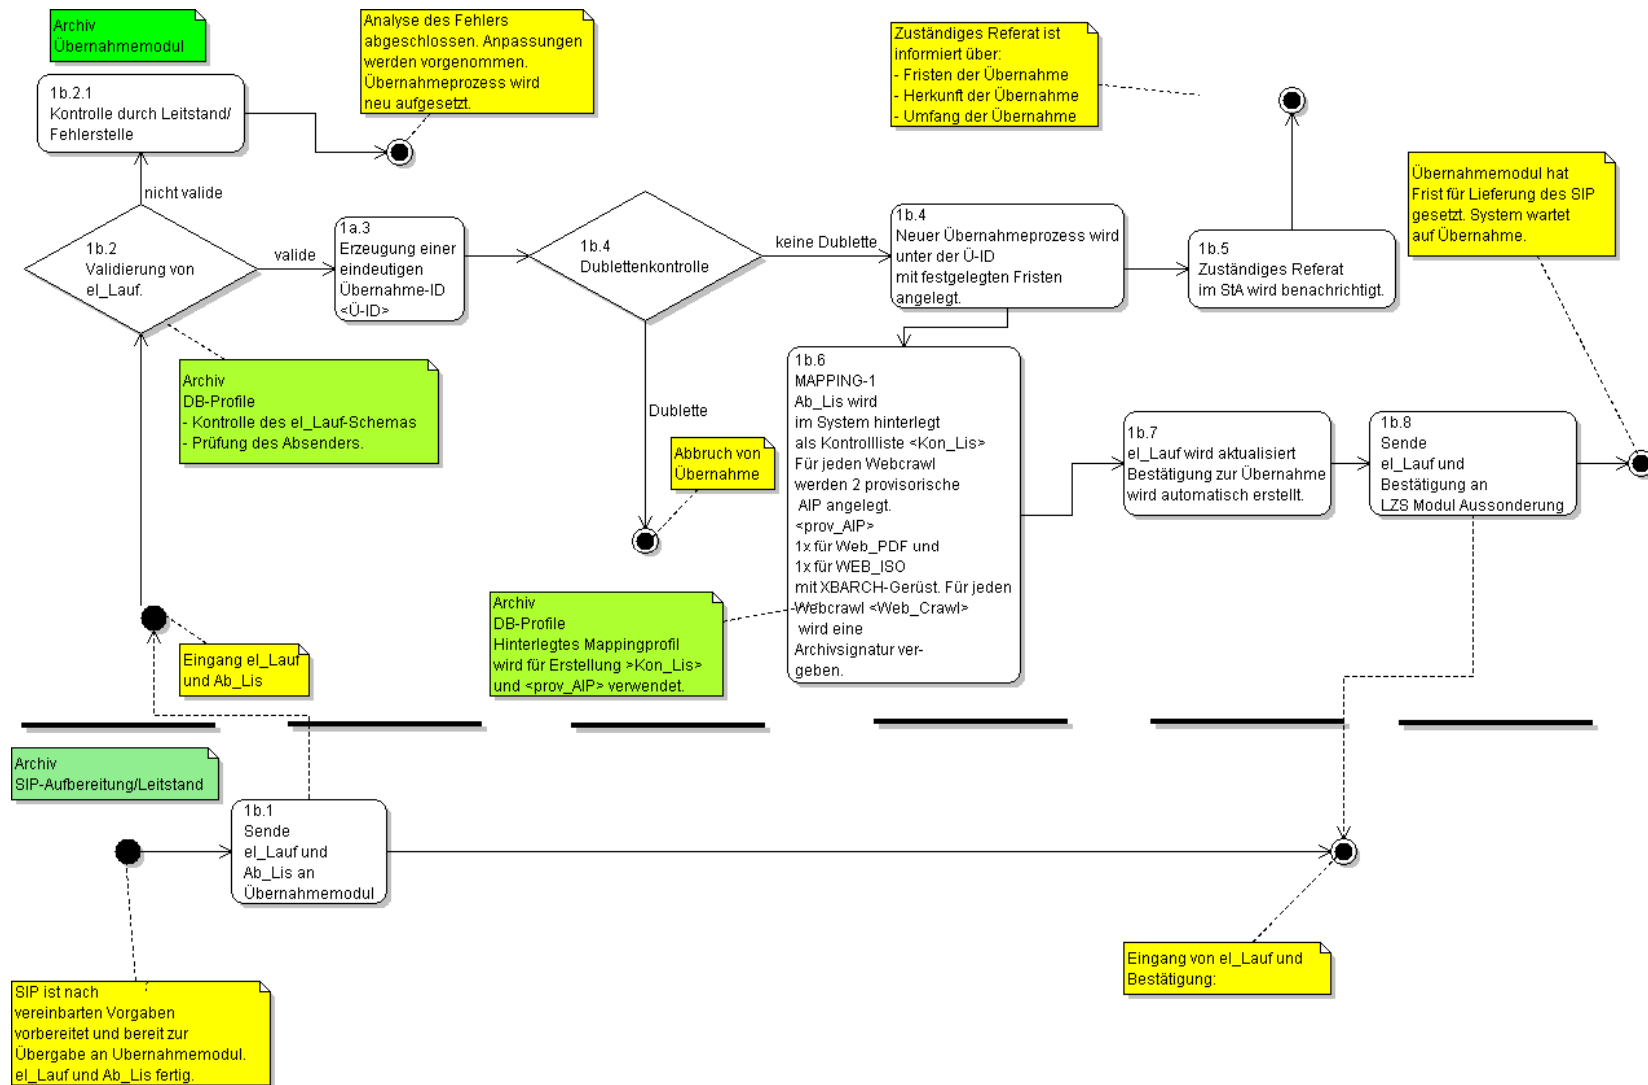 Archiv
Übernahmemodul
Analyse des Fehlers
abgeschlossen. Anpassungen
werden vorgenommen.
Übernahmeprozess wird
neu aufgesetzt.
Zuständiges Referat ist
informiert über:
- Fristen der Übernahme
- Herkunft der Übernahme
- Umfang der Übernahme
1b.2.1
Kontrolle durch Leitstand/
Fehlerstelle
Übernahmemodul hat
Frist für Lieferung des SIP
gesetzt. System wartet
auf Übernahme.
nicht valide
1b.2
Validierung von
el_Lauf.
valide
1a.3
Erzeugung einer
eindeutigen
Übernahme-ID
<Ü-ID>
1b.4
Dublettenkontrolle
keine Dublette
1b.4
Neuer Übernahmeprozess wird
unter der Ü-ID
mit festgelegten Fristen
angelegt.
1b.5
Zuständiges Referat
im StA wird benachrichtigt.
Archiv
DB-Profile
- Kontrolle des el_Lauf-Schemas
- Prüfung des Absenders.
Dublette
Abbruch von
Übernahme
1b.6
MAPPING-1
Ab_Lis wird
im System hinterlegt
als Kontrollliste <Kon_Lis>
Für jeden Webcrawl
werden 2 provisorische
AIP angelegt.
<prov_AIP>
1x für Web_PDF und
1x für WEB_ISO
mit XBARCH-Gerüst. Für jeden
Webcrawl <Web_Crawl>
wird eine
Archivsignatur ver-
geben.
1b.7
el_Lauf wird aktualisiert
Bestätigung zur Übernahme
wird automatisch erstellt.
1b.8
Sende
el_Lauf und
Bestätigung an
LZS Modul Aussonderung
Archiv
DB-Profile
Hinterlegtes Mappingprofil
wird für Erstellung >Kon_Lis>
und <prov_AIP> verwendet.
Eingang el_Lauf
und Ab_Lis
Archiv
SIP-Aufbereitung/Leitstand
1b.1
Sende
el_Lauf und
Ab_Lis an
Übernahmemodul
Eingang von el_Lauf und
Bestätigung:
SIP ist nach
vereinbarten Vorgaben
vorbereitet und bereit zur
Übergabe an Ubernahmemodul.
el_Lauf und Ab_Lis fertig.